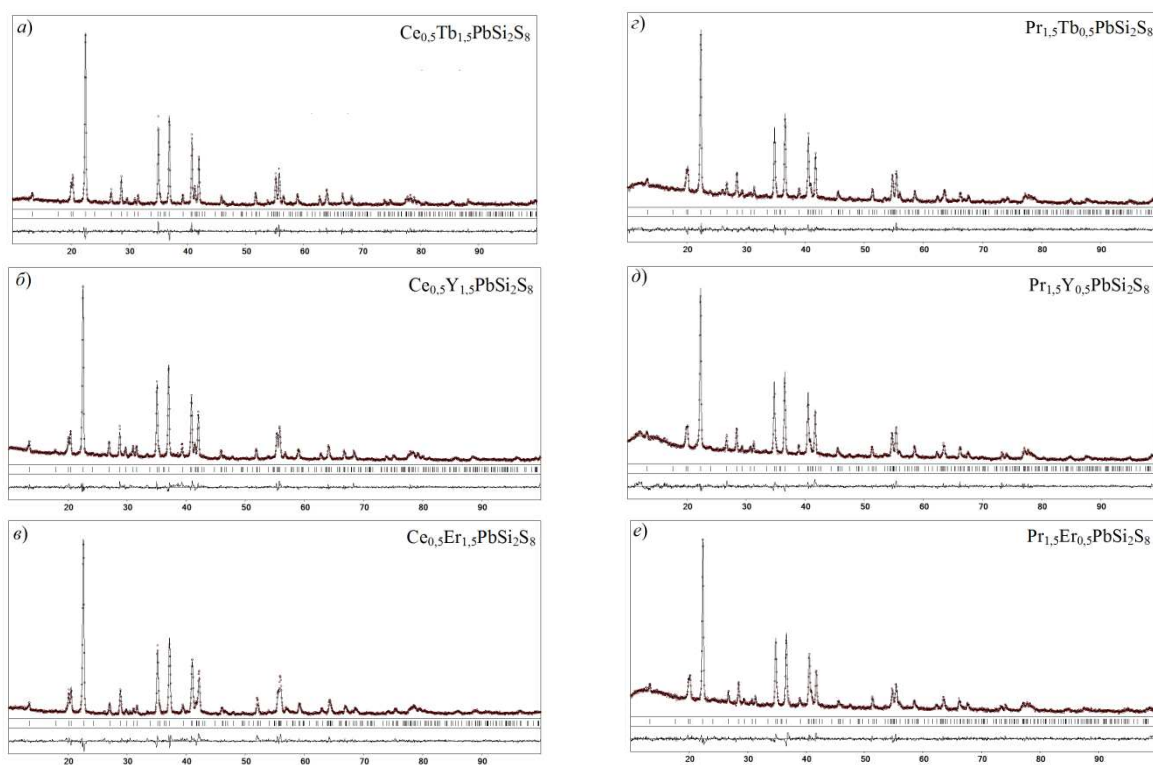 а) Ce0,5Tb1,5PbSi2S8
20 30 40 50 60 70 80 90
б) Ce0,5Y1,5PbSi2S8
20 30 40 50 60 70 80 90
в) Ce0,5Er1,5PbSi2S8
20 30 40 50 60 70 80 90
г) Pr1,5Tb0,5PbSi2S8
20 30 40 50 60 70 80 90
д) Pr1,5Y0,5PbSi2S8
20 30 40 50 60 70 80 90
е) Pr1,5Er0,5PbSi2S8
20 30 40 50 60 70 80 90